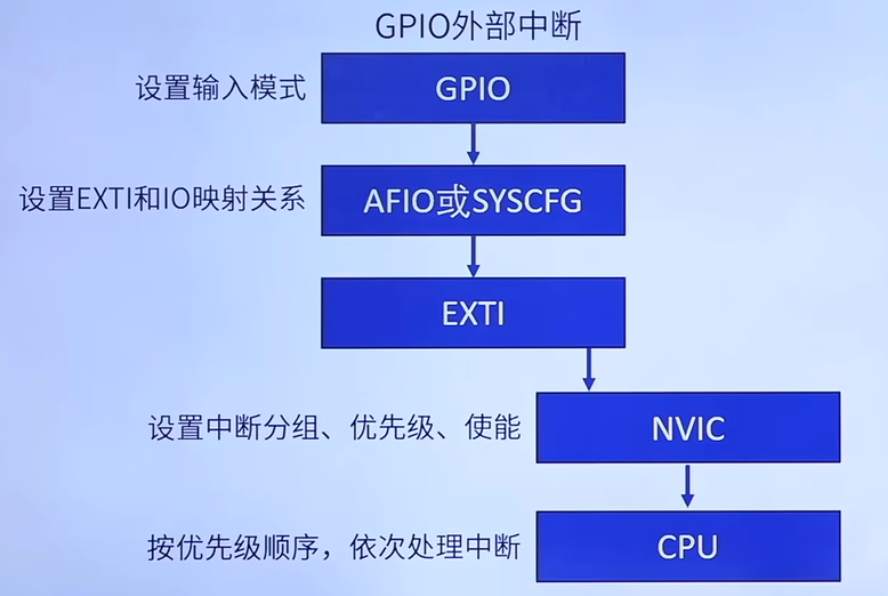 GPIO外部中断
设置输入模式
GPIO
设置EXTI和IO映射关系
AFIO或SYSCFG
EXTI
设置中断分组、优先级、使能
NVIC
按优先级顺序，依次处理中断
CPU